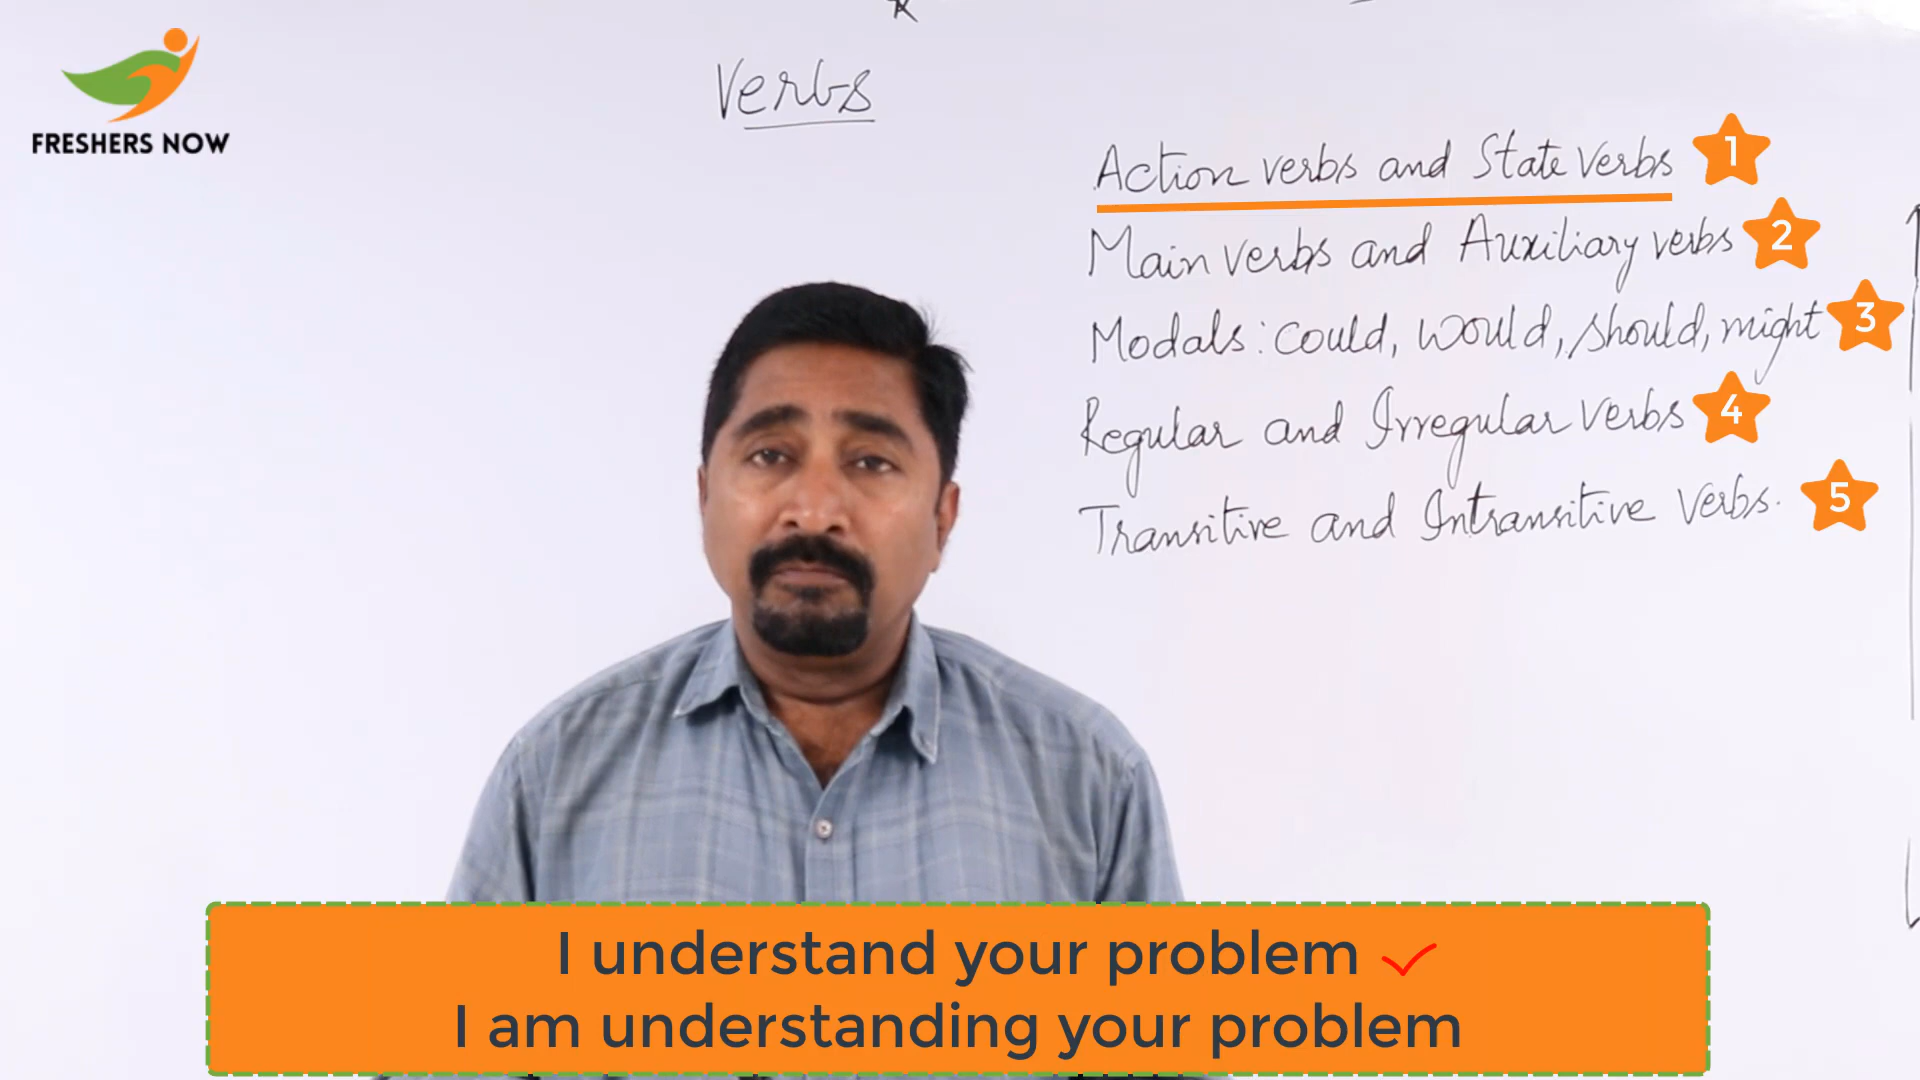 FRESHERS NOW
Verbs
Action verbs and State Verbs 1
Main verbs and Auxiliary verbs 2
Modals: could, would, should, might 3
Regular and Irregular Verbs 4
Transitive and Intransitive Verbs. 5
I understand your problem
I am understanding your problem